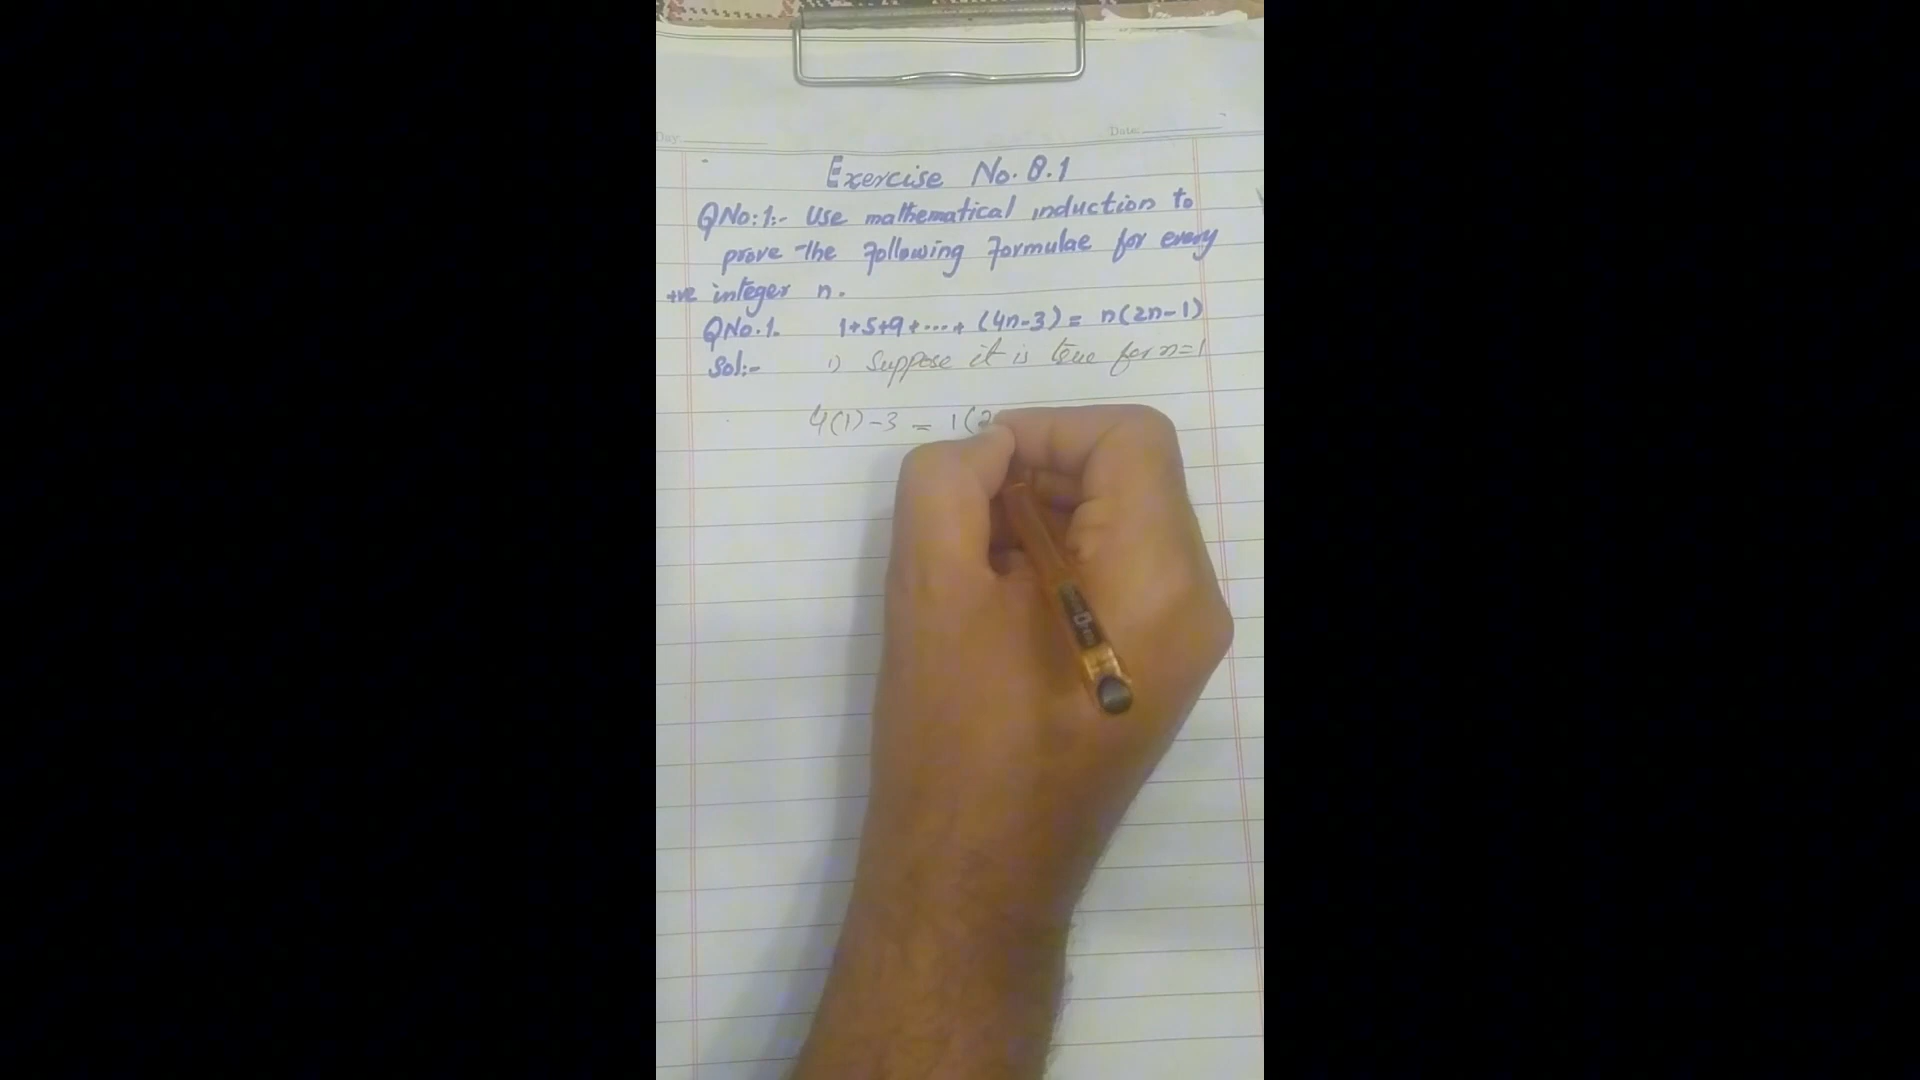 Day:
Date:
Exercise No. 8.1
QNo:1:- Use mathematical induction to
prove the following formulae for every
+ve integer n.
QNo.1. 1+5+9+...+ (4n-3) = n(2n-1)
Sol:- i) Suppose it is true for n=1
4(1)-3 = 1(2